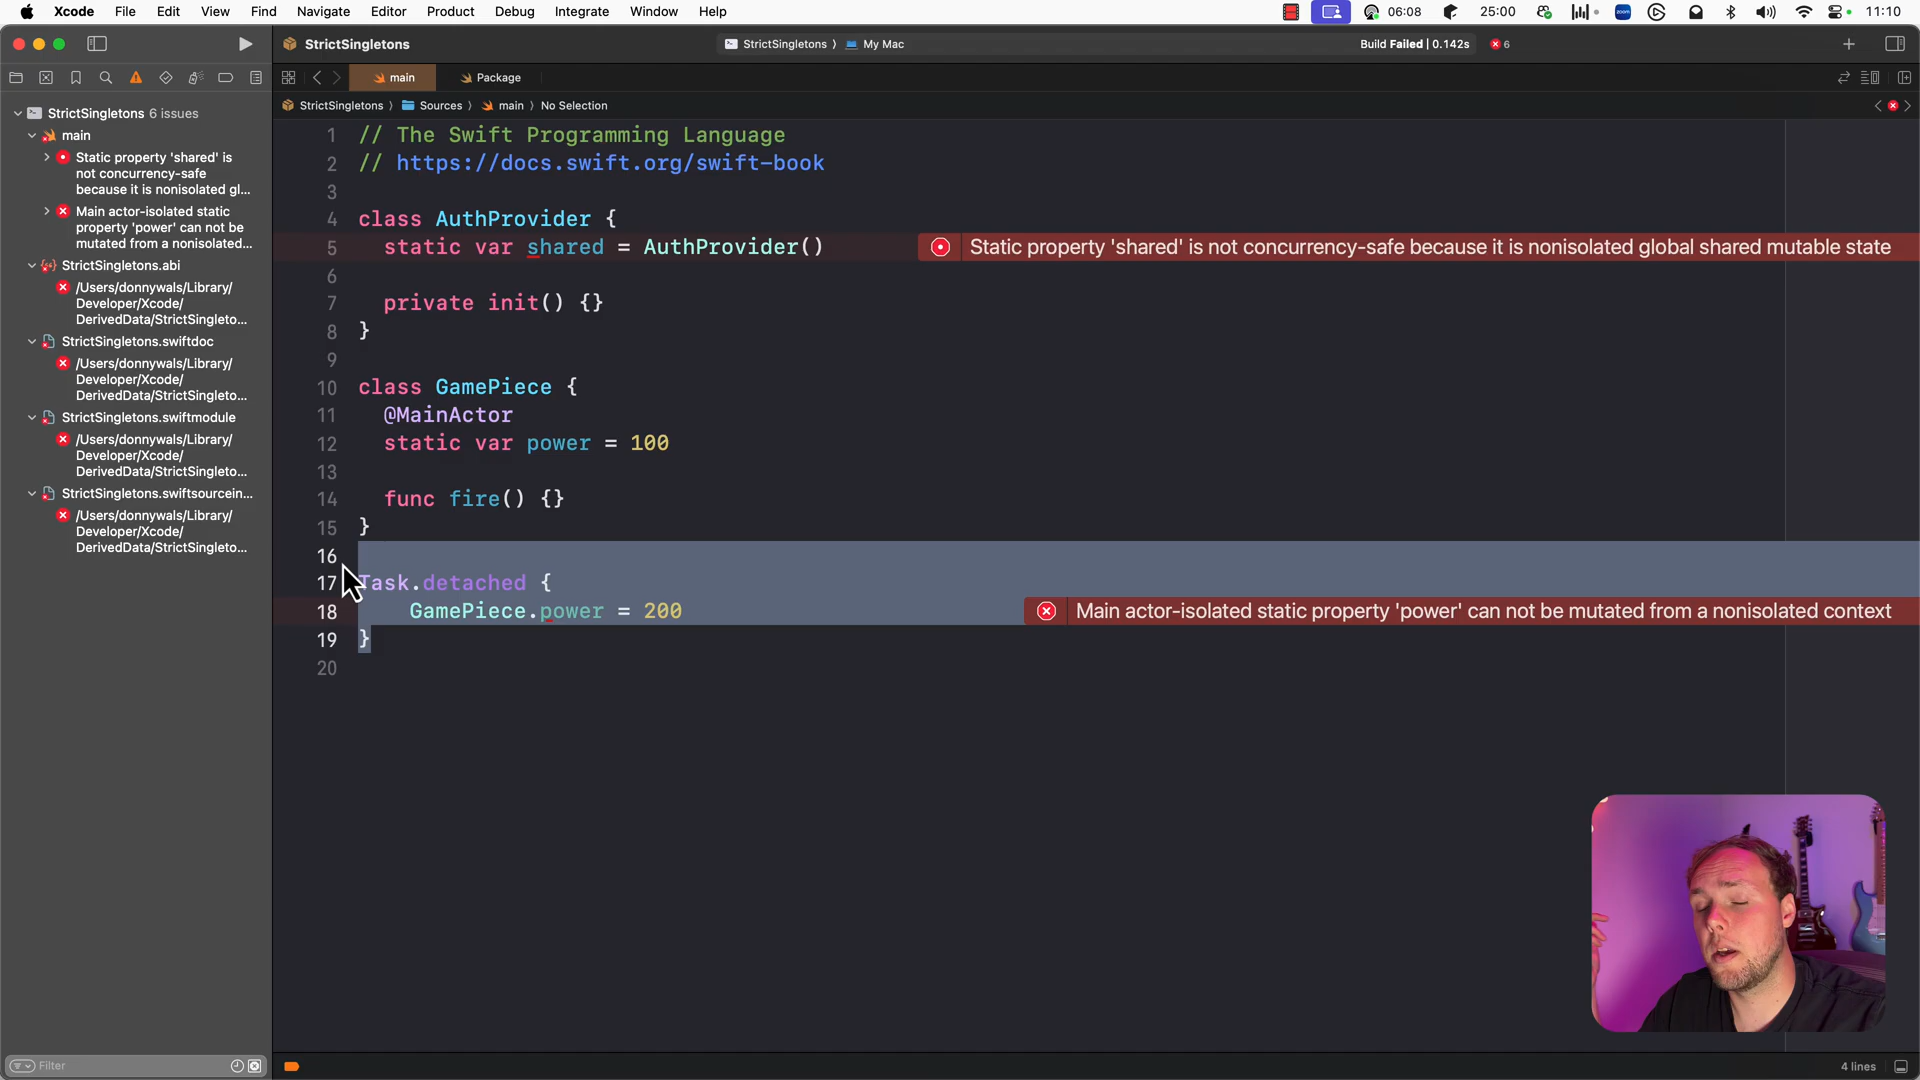 Xcode File Edit View Find Navigate Editor Product Debug Integrate Window Help 06:08 25:00 zoom 11:10
StrictSingletons StrictSingletons 〉 My Mac Build Failed | 0.142s 6
main Package
StrictSingletons 〉 Sources 〉 main 〉 No Selection
StrictSingletons 6 issues
main
Static property 'shared' is
not concurrency-safe
because it is nonisolated gl...
Main actor-isolated static
property 'power' can not be
mutated from a nonisolated...
StrictSingletons.abi
/Users/donnywals/Library/
Developer/Xcode/
DerivedData/StrictSingleto...
StrictSingletons.swiftdoc
/Users/donnywals/Library/
Developer/Xcode/
DerivedData/StrictSingleto...
StrictSingletons.swiftmodule
/Users/donnywals/Library/
Developer/Xcode/
DerivedData/StrictSingleto...
StrictSingletons.swiftsourcein...
/Users/donnywals/Library/
Developer/Xcode/
DerivedData/StrictSingleto...
Filter
1 // The Swift Programming Language
2 // https://docs.swift.org/swift-book
3
4 class AuthProvider {
5 static var shared = AuthProvider() Static property 'shared' is not concurrency-safe because it is nonisolated global shared mutable state
6
7 private init() {}
8 }
9
10 class GamePiece {
11 @MainActor
12 static var power = 100
13
14 func fire() {}
15 }
16
17 Task.detached {
18 GamePiece.power = 200 Main actor-isolated static property 'power' can not be mutated from a nonisolated context
19 }
20
4 lines